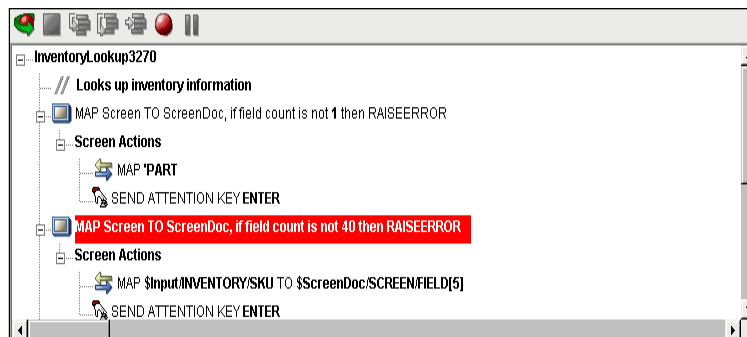 InventoryLookup3270
// Looks up inventory information
MAP Screen TO ScreenDoc, if field count is not 1 then RAISEERROR
Screen Actions
MAP 'PART
SEND ATTENTION KEY ENTER
MAP Screen TO ScreenDoc, if field count is not 40 then RAISEERROR
Screen Actions
MAP $Input/INVENTORY/SKU TO $ScreenDoc/SCREEN/FIELD[5]
SEND ATTENTION KEY ENTER